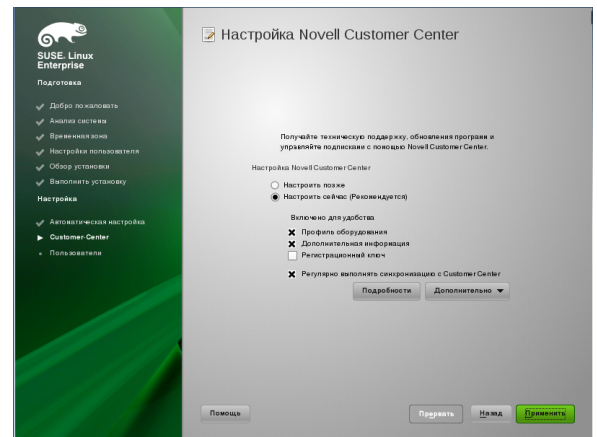 SUSE. Linux
Enterprise
Подготовка
Добро пожаловать
Анализ системы
Временная зона
Настройки пользователя
Обзор установки
Выполнить установку
Настройка
Автоматическая настройка
Customer-Center
Пользователи
Настройка Novell Customer Center
Получайте техническую поддержку, обновления програми и
управляйте подписками с помощью Novell Customer Center.
Настройка Novell Customer Center
Настроить позже
Настроить сейчас (Рекомендуется)
Включено для удобства
Профиль оборудования
Дополнительная информация
Регистрационный ключ
Регулярно выполнять синхронизацию с Customer Center
Подробности
Дополнительно
Помощь
Прервать
Назад
Применить